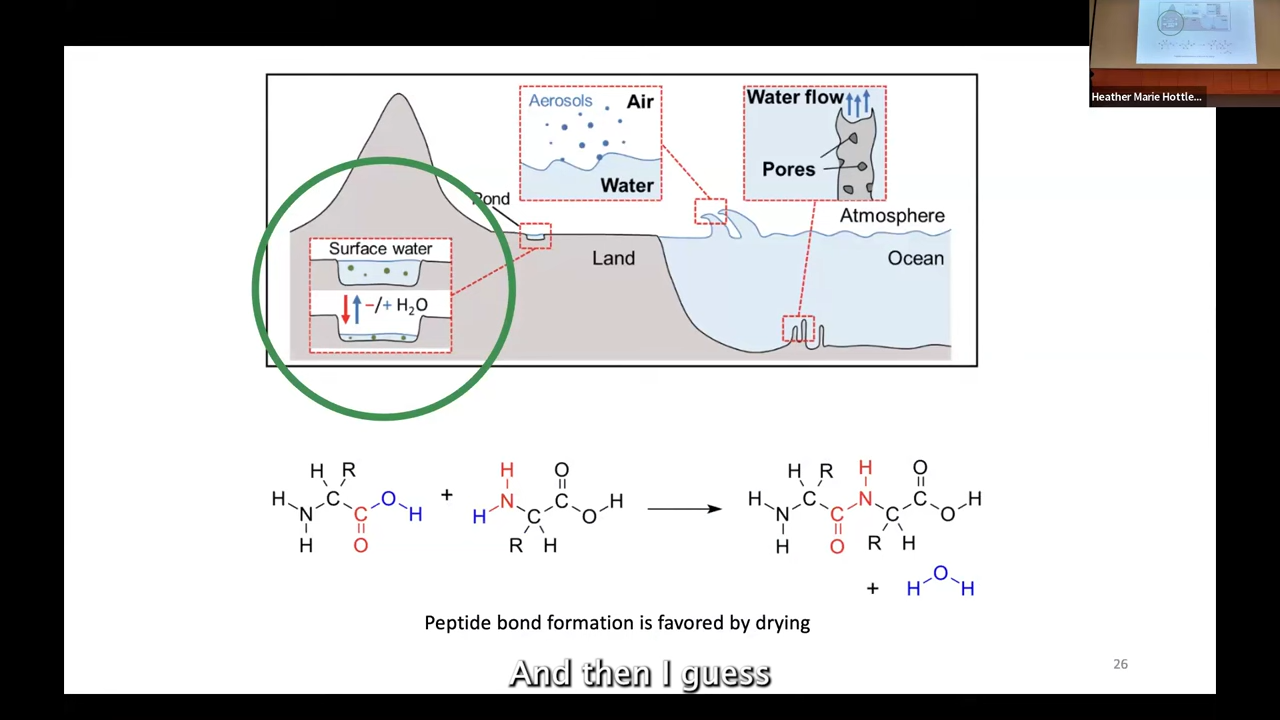 Heather Marie Hottle...
Aerosols Air
Water
Water flow
Pores
Pond
Atmosphere
Surface water
Land
Ocean
−/+ H₂O
H R
H N C C O H
H O
+
H O
H N C C O H
R H
H R H O
H N C C N C C O H
H O R H
+ H O H
Peptide bond formation is favored by drying
And then I guess
26